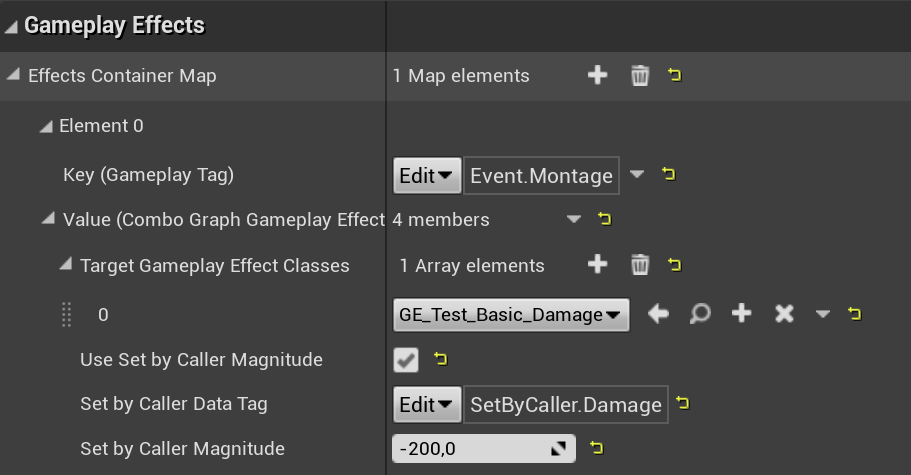 Gameplay Effects
Effects Container Map 1 Map elements
Element 0
Key (Gameplay Tag) Edit Event.Montage
Value (Combo Graph Gameplay Effect 4 members
Target Gameplay Effect Classes 1 Array elements
0 GE_Test_Basic_Damage
Use Set by Caller Magnitude
Set by Caller Data Tag Edit SetByCaller.Damage
Set by Caller Magnitude -200,0